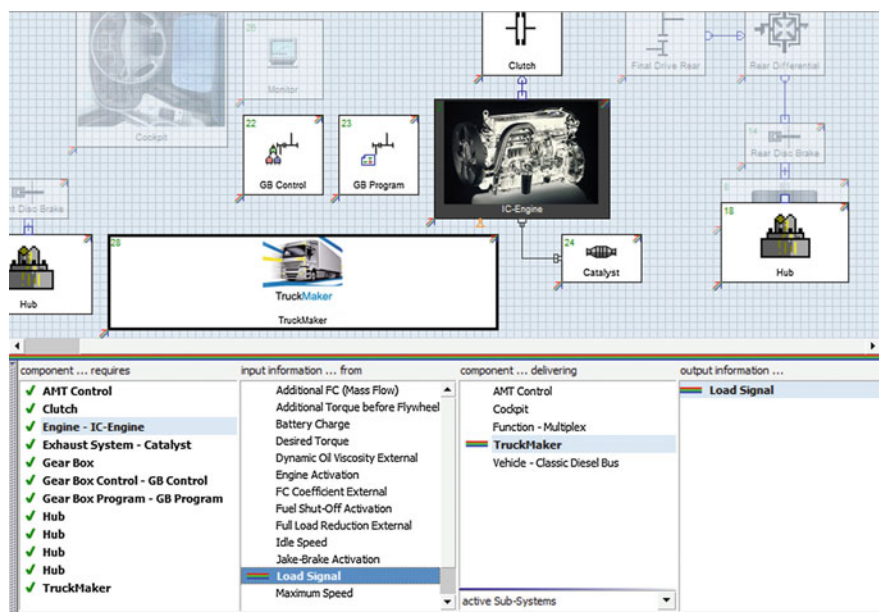 26
Monitor
Cockpit
Clutch
Final Drive Rear
Rear Differential
22
GB Control
23
GB Program
IC-Engine
14
Rear Disc Brake
Disc Brake
Hub
28
TruckMaker
TruckMaker
24
Catalyst
18
Hub
component ... requires
AMT Control
Clutch
Engine - IC-Engine
Exhaust System - Catalyst
Gear Box
Gear Box Control - GB Control
Gear Box Program - GB Program
Hub
Hub
Hub
Hub
TruckMaker
input information ... from
Additional FC (Mass Flow)
Additional Torque before Flywheel
Battery Charge
Desired Torque
Dynamic Oil Viscosity External
Engine Activation
FC Coefficient External
Fuel Shut-Off Activation
Full Load Reduction External
Idle Speed
Jake-Brake Activation
Load Signal
Maximum Speed
component ... delivering
AMT Control
Cockpit
Function - Multiplex
TruckMaker
Vehicle - Classic Diesel Bus
active Sub-Systems
output information ...
Load Signal